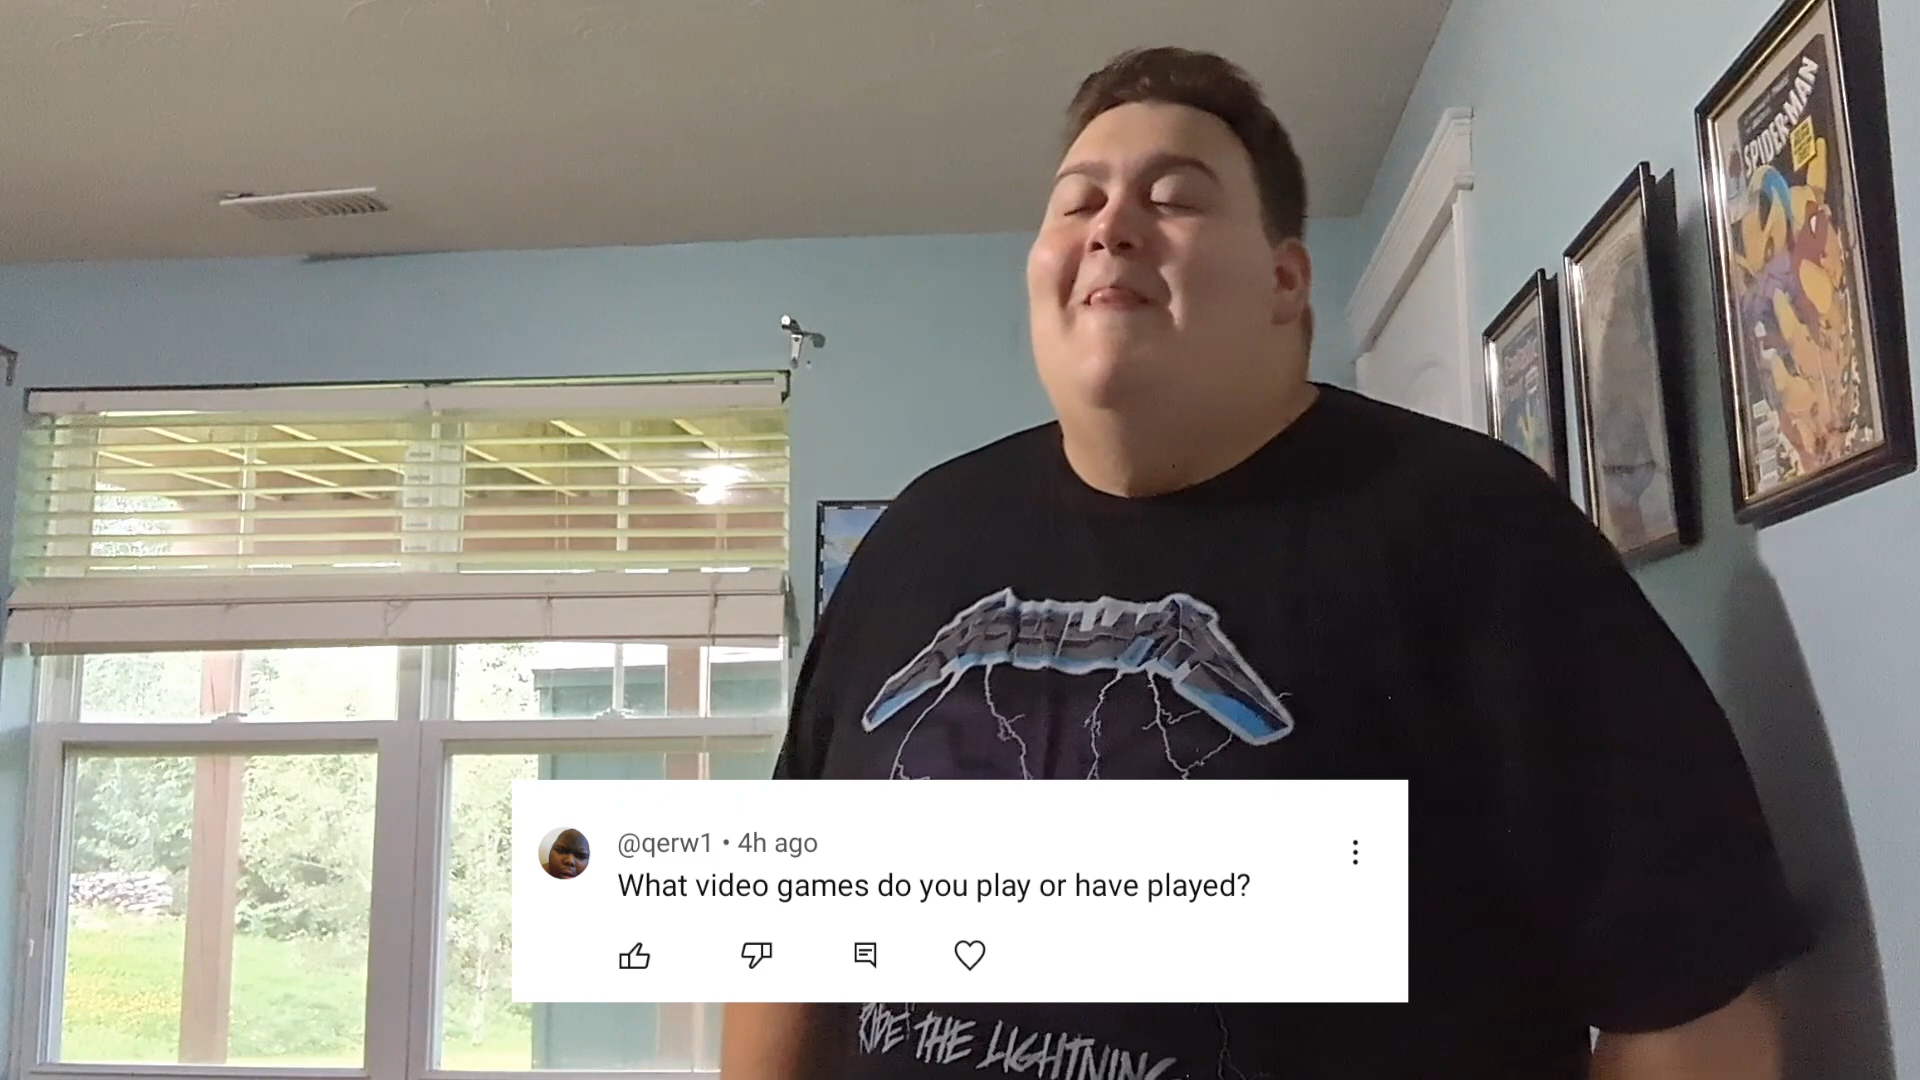 SPIDER-MAN
@qerw1 • 4h ago
What video games do you play or have played?
RIDE THE LIGHTNING